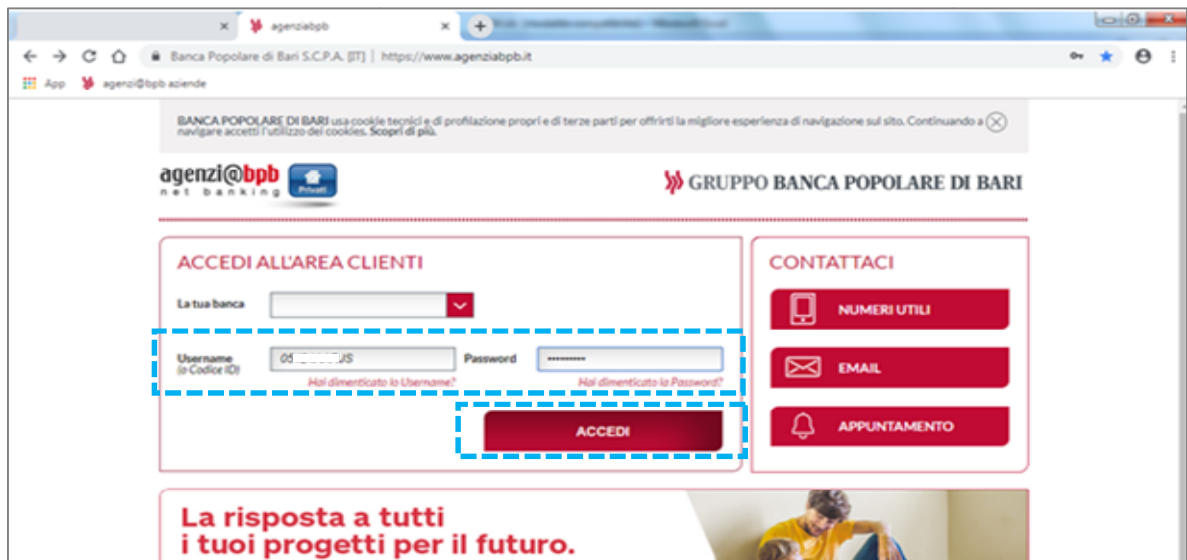 agenziabpb
Banca Popolare di Bari S.C.P.A. [IT] | https://www.agenziabpb.it
App agenzi@bpb aziende
BANCA POPOLARE DI BARI usa cookie tecnici e di profilazione propri e di terze parti per offrirti la migliore esperienza di navigazione sul sito. Continuando a
navigare accetti l'utilizzo dei cookies. Scopri di più.
agenzi@bpb
net banking
Privati
GRUPPO BANCA POPOLARE DI BARI
ACCEDI ALL'AREA CLIENTI
La tua banca
Username
(o Codice ID)
Password
Hai dimenticato lo Username?
Hai dimenticato la Password?
ACCEDI
CONTATTACI
NUMERI UTILI
EMAIL
APPUNTAMENTO
La risposta a tutti
i tuoi progetti per il futuro.